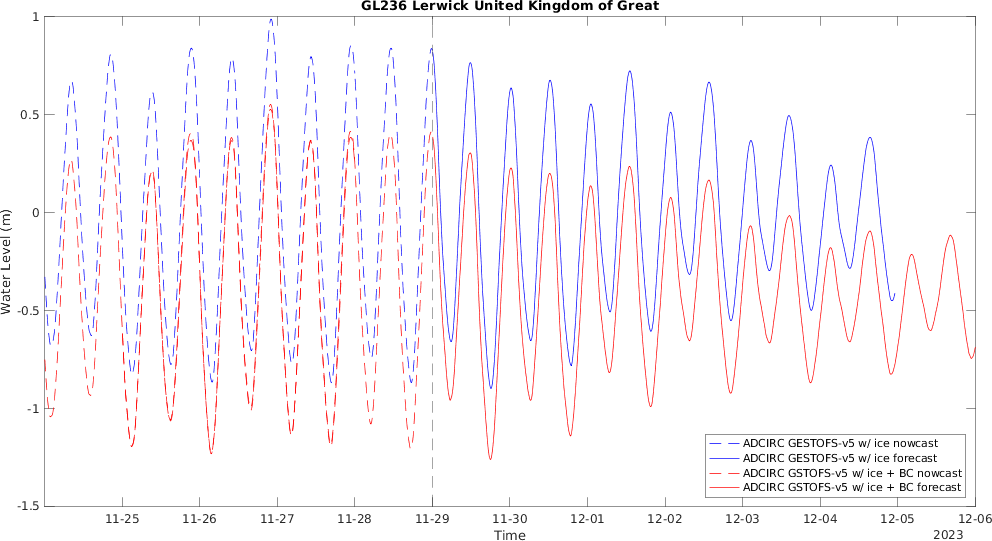 GL236 Lerwick United Kingdom of Great
1
0.5
0
-0.5
-1
-1.5
Water Level (m)
ADCIRC GESTOFS-v5 w/ ice nowcast
ADCIRC GESTOFS-v5 w/ ice forecast
ADCIRC GSTOFS-v5 w/ ice + BC nowcast
ADCIRC GSTOFS-v5 w/ ice + BC forecast
11-25 11-26 11-27 11-28 11-29 11-30 12-01 12-02 12-03 12-04 12-05 12-06
Time
2023